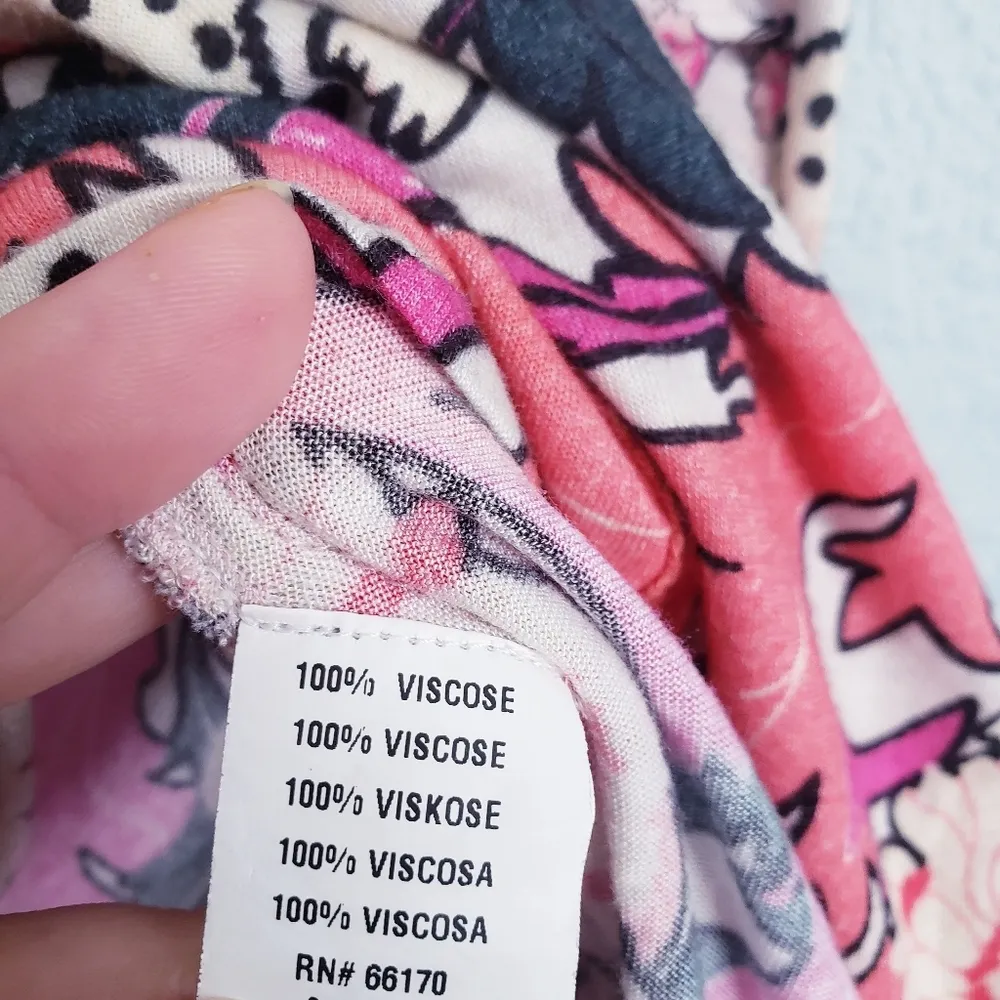 100% VISCOSE
100% VISCOSE
100% VISKOSE
100% VISCOSA
100% VISCOSA
RN# 66170